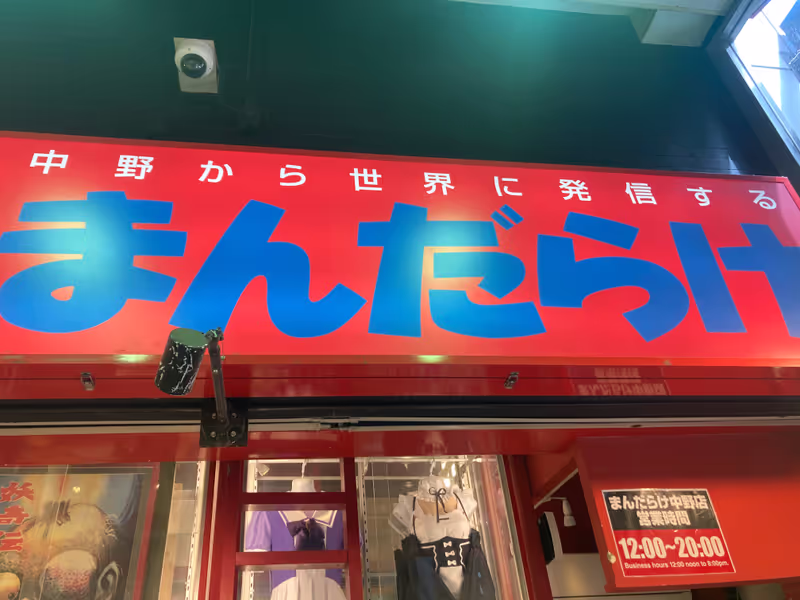 中野から世界に発信する
まんだらけ
まんだらけ中野店
営業時間
12:00~20:00
Business hours 12:00 noon to 8:00pm.